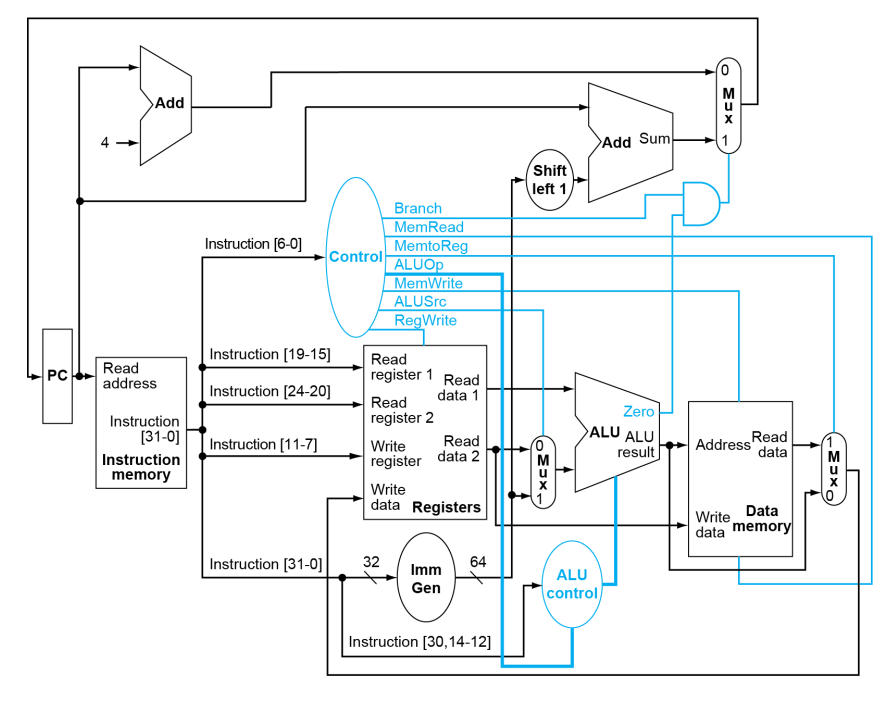 Add
4
0
Mux
1
Add Sum
Shift
left 1
Branch
MemRead
MemtoReg
ALUOp
MemWrite
ALUSrc
RegWrite
Control
Instruction [6-0]
Instruction [19-15]
Instruction [24-20]
Instruction [11-7]
Instruction [31-0]
Instruction [30,14-12]
PC
Read
address
Instruction
[31-0]
Instruction
memory
Read
register 1
Read
register 2
Write
register
Write
data
Read
data 1
Read
data 2
Registers
0
Mux
1
Zero
ALU
ALU
result
Address
Read
data
Write
data
Data
memory
1
Mux
0
32
Imm
Gen
64
ALU
control